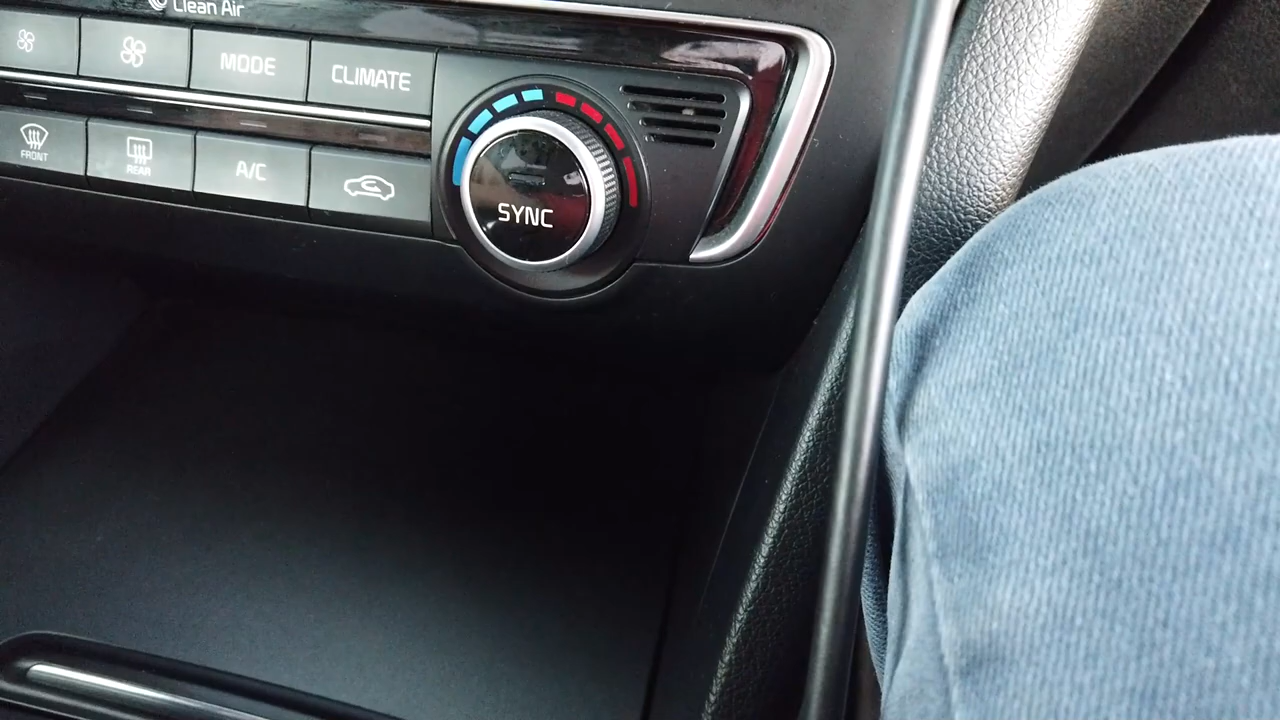 Clean Air
MODE
CLIMATE
FRONT
REAR
A/C
SYNC